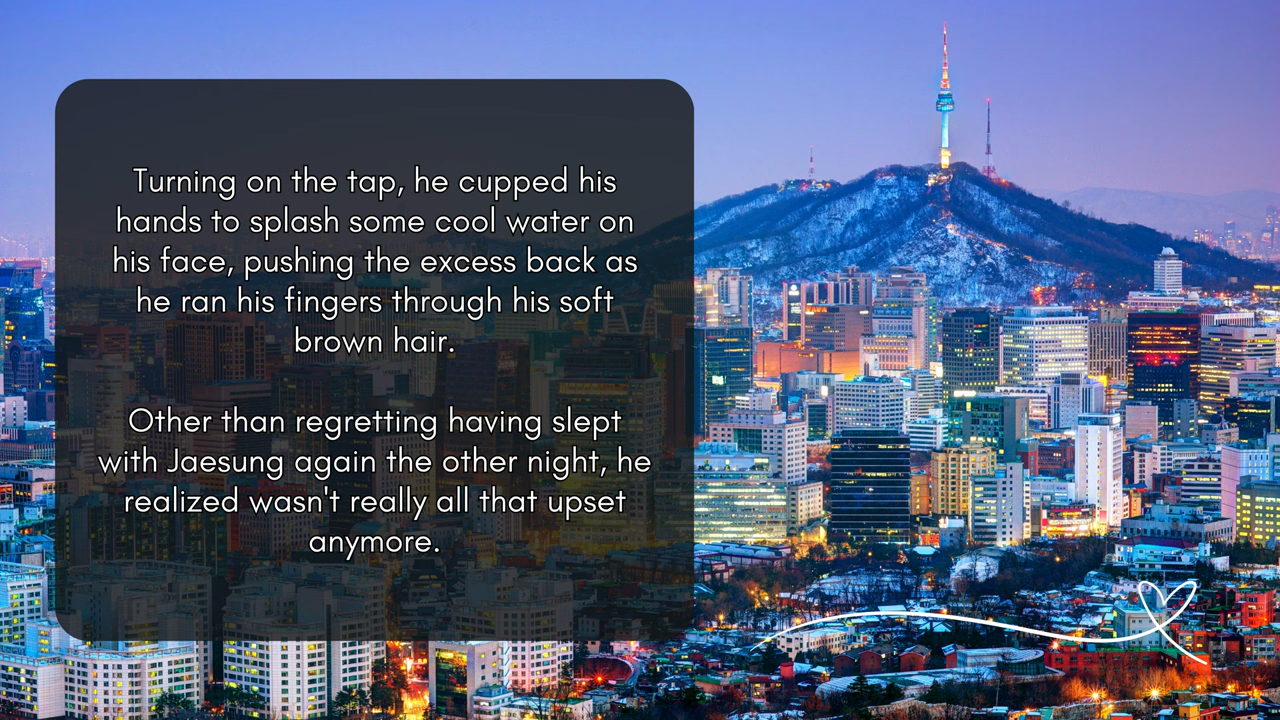 Turning on the tap, he cupped his
hands to splash some cool water on
his face, pushing the excess back as
he ran his fingers through his soft
brown hair.
Other than regretting having slept
with Jaesung again the other night, he
realized wasn't really all that upset
anymore.